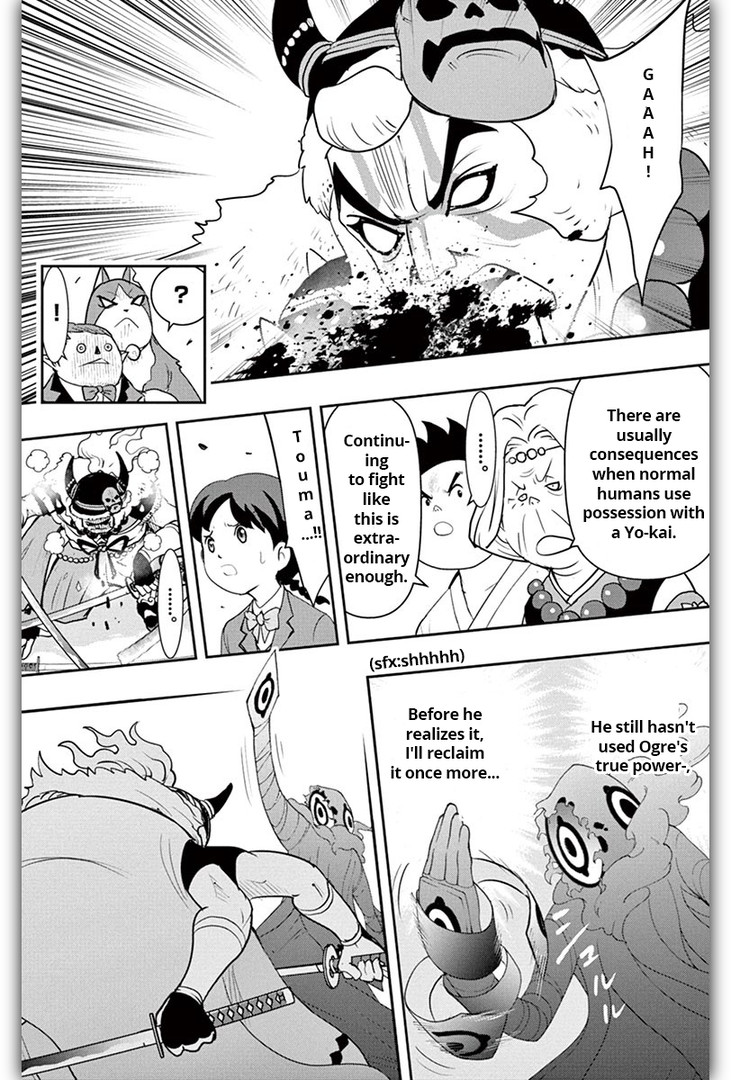 G
A
A
A
H
!
?
!
There are
usually
consequences
when normal
humans use
possession with
a Yo-kai.
......
Continu-
ing
to fight
like
this is
extra-
ordinary
enough.
T
o
u
m
a
...!!
......
(sfx:shhhhh)
He still hasn't
used Ogre's
true power-,
Before he
realizes it,
I'll reclaim
it once more...
シュルル